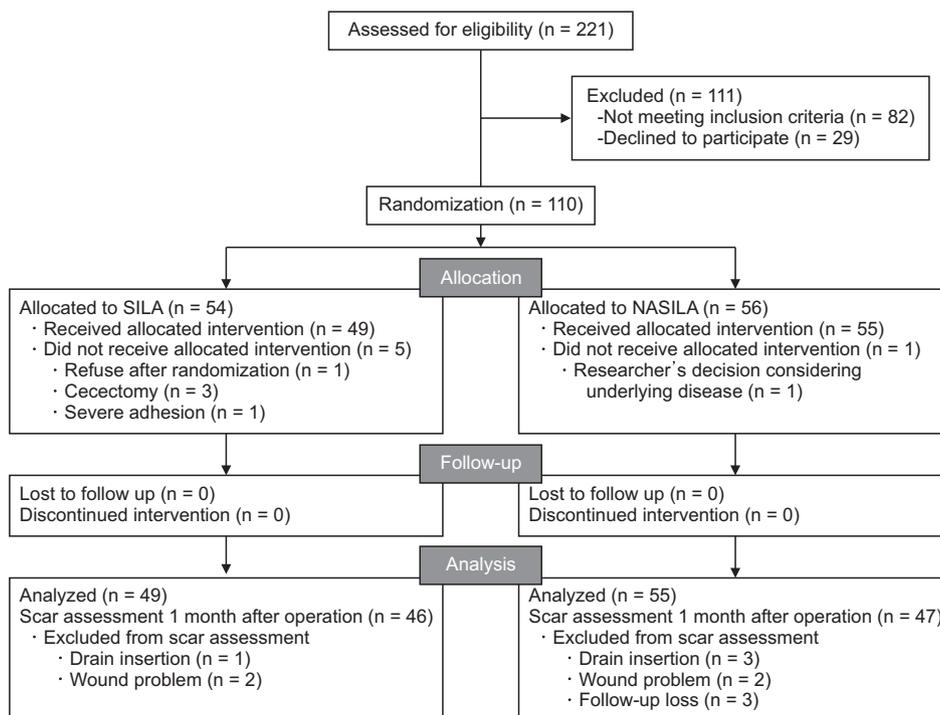 Assessed for eligibility (n = 221)
Excluded (n = 111)
-Not meeting inclusion criteria (n = 82)
-Declined to participate (n = 29)
Randomization (n = 110)
Allocation
Allocated to SILA (n = 54)
· Received allocated intervention (n = 49)
· Did not receive allocated intervention (n = 5)
· Refuse after randomization (n = 1)
· Cecectomy (n = 3)
· Severe adhesion (n = 1)
Allocated to NASILA (n = 56)
· Received allocated intervention (n = 55)
· Did not receive allocated intervention (n = 1)
· Researcher's decision considering
underlying disease (n = 1)
Follow-up
Lost to follow up (n = 0)
Discontinued intervention (n = 0)
Lost to follow up (n = 0)
Discontinued intervention (n = 0)
Analysis
Analyzed (n = 49)
Scar assessment 1 month after operation (n = 46)
· Excluded from scar assessment
· Drain insertion (n = 1)
· Wound problem (n = 2)
Analyzed (n = 55)
Scar assessment 1 month after operation (n = 47)
· Excluded from scar assessment
· Drain insertion (n = 3)
· Wound problem (n = 2)
· Follow-up loss (n = 3)